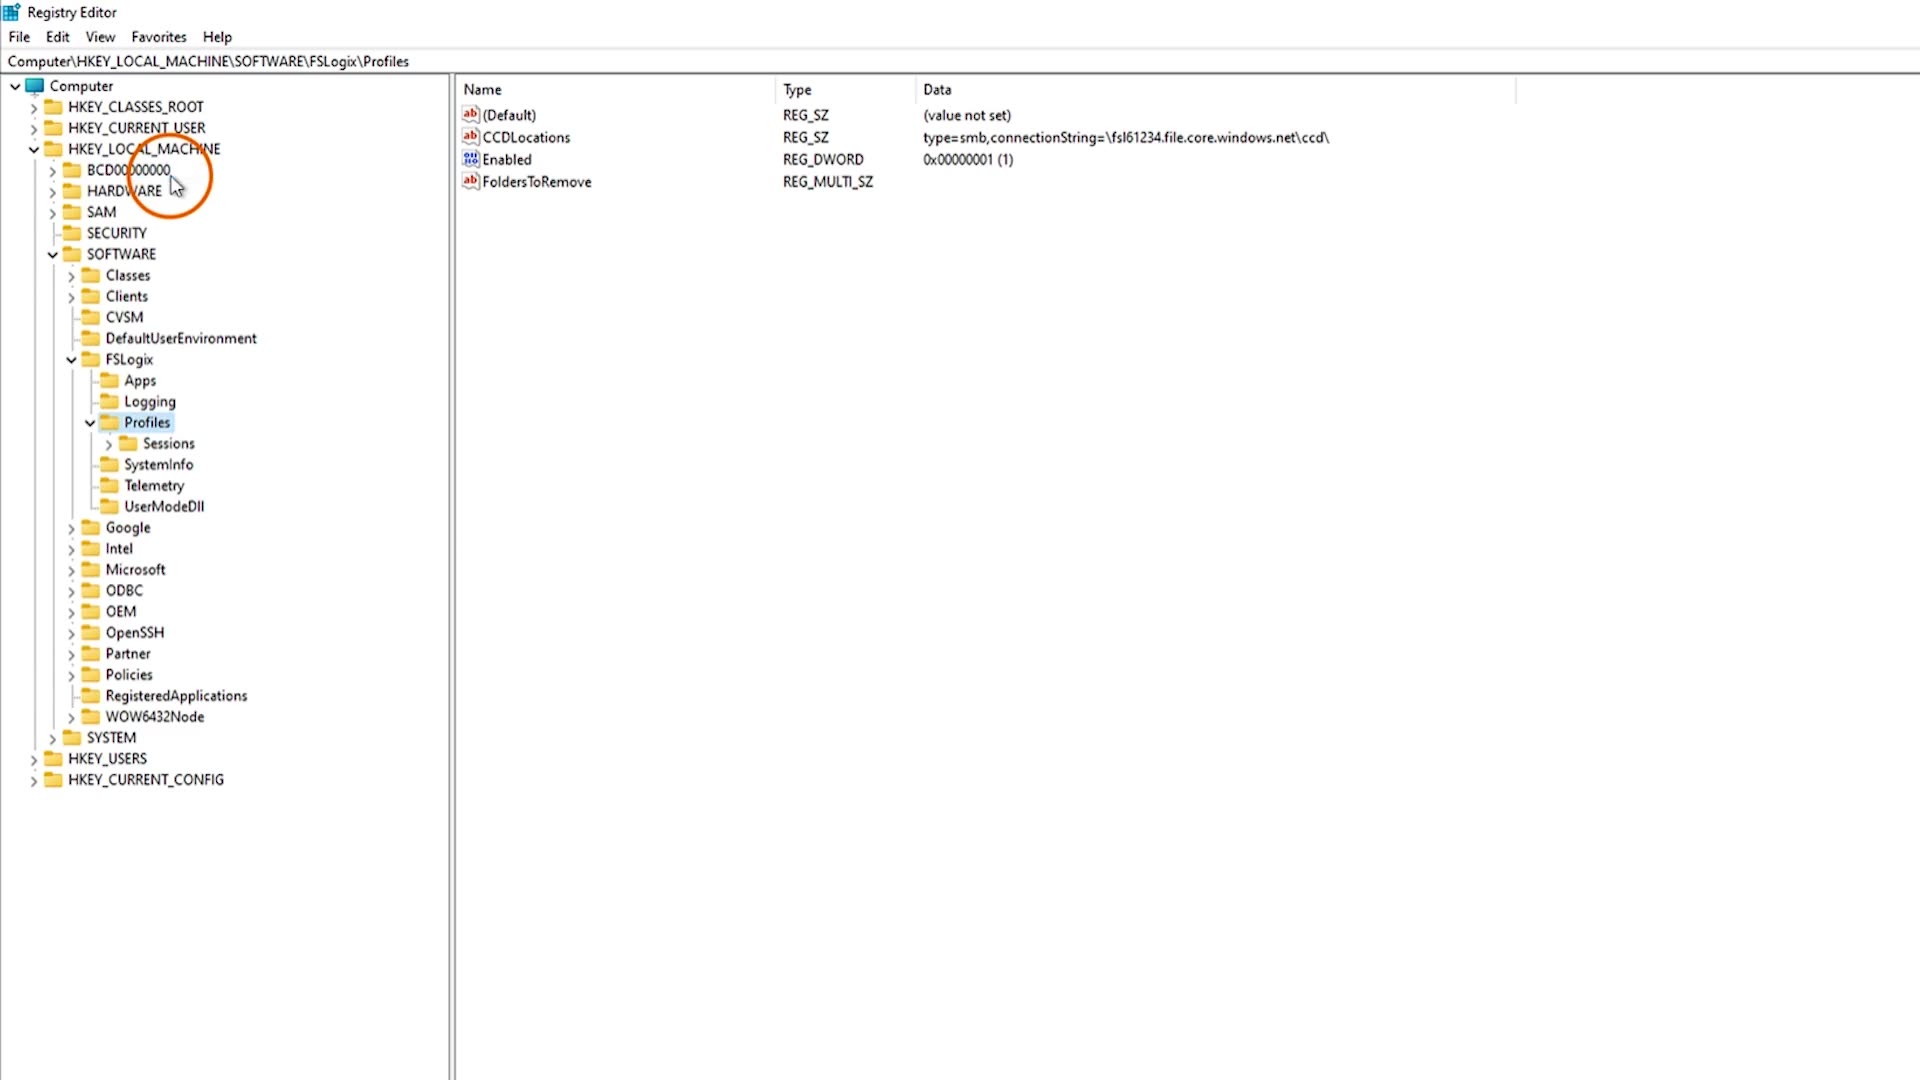 Registry Editor
File Edit View Favorites Help
Computer\HKEY_LOCAL_MACHINE\SOFTWARE\FSLogix\Profiles
Computer
HKEY_CLASSES_ROOT
HKEY_CURRENT_USER
HKEY_LOCAL_MACHINE
BCD00000000
HARDWARE
SAM
SECURITY
SOFTWARE
Classes
Clients
CVSM
DefaultUserEnvironment
FSLogix
Apps
Logging
Profiles
Sessions
SystemInfo
Telemetry
UserModeDll
Google
Intel
Microsoft
ODBC
OEM
OpenSSH
Partner
Policies
RegisteredApplications
WOW6432Node
SYSTEM
HKEY_USERS
HKEY_CURRENT_CONFIG
Name Type Data
(Default) REG_SZ (value not set)
CCDLocations REG_SZ type=smb,connectionString=\fsl61234.file.core.windows.net\ccd\
Enabled REG_DWORD 0x00000001 (1)
FoldersToRemove REG_MULTI_SZ